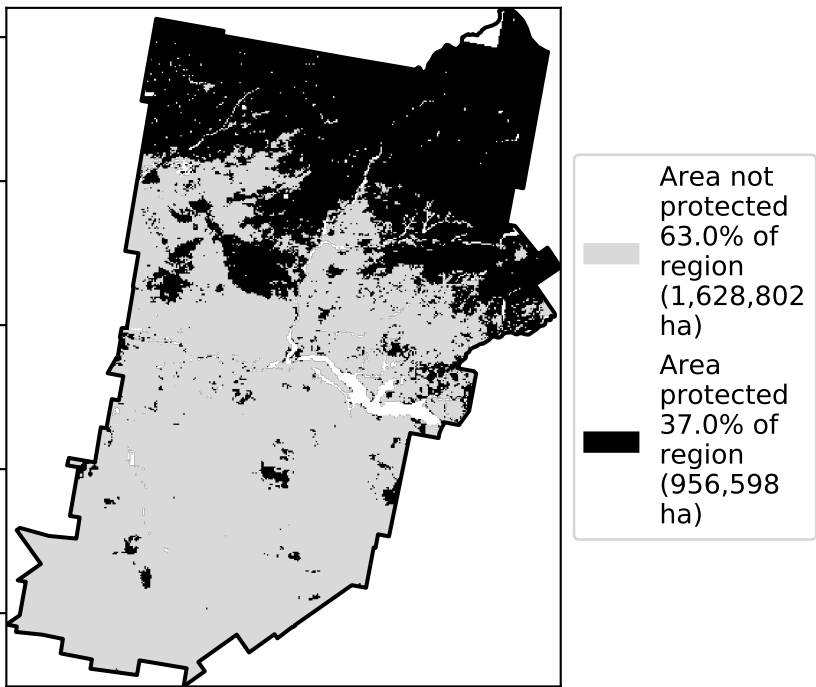 Area not
protected
63.0% of
region
(1,628,802
ha)
Area
protected
37.0% of
region
(956,598
ha)